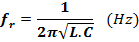 f_r = 1 / (2π√(L.C)) (Hz)